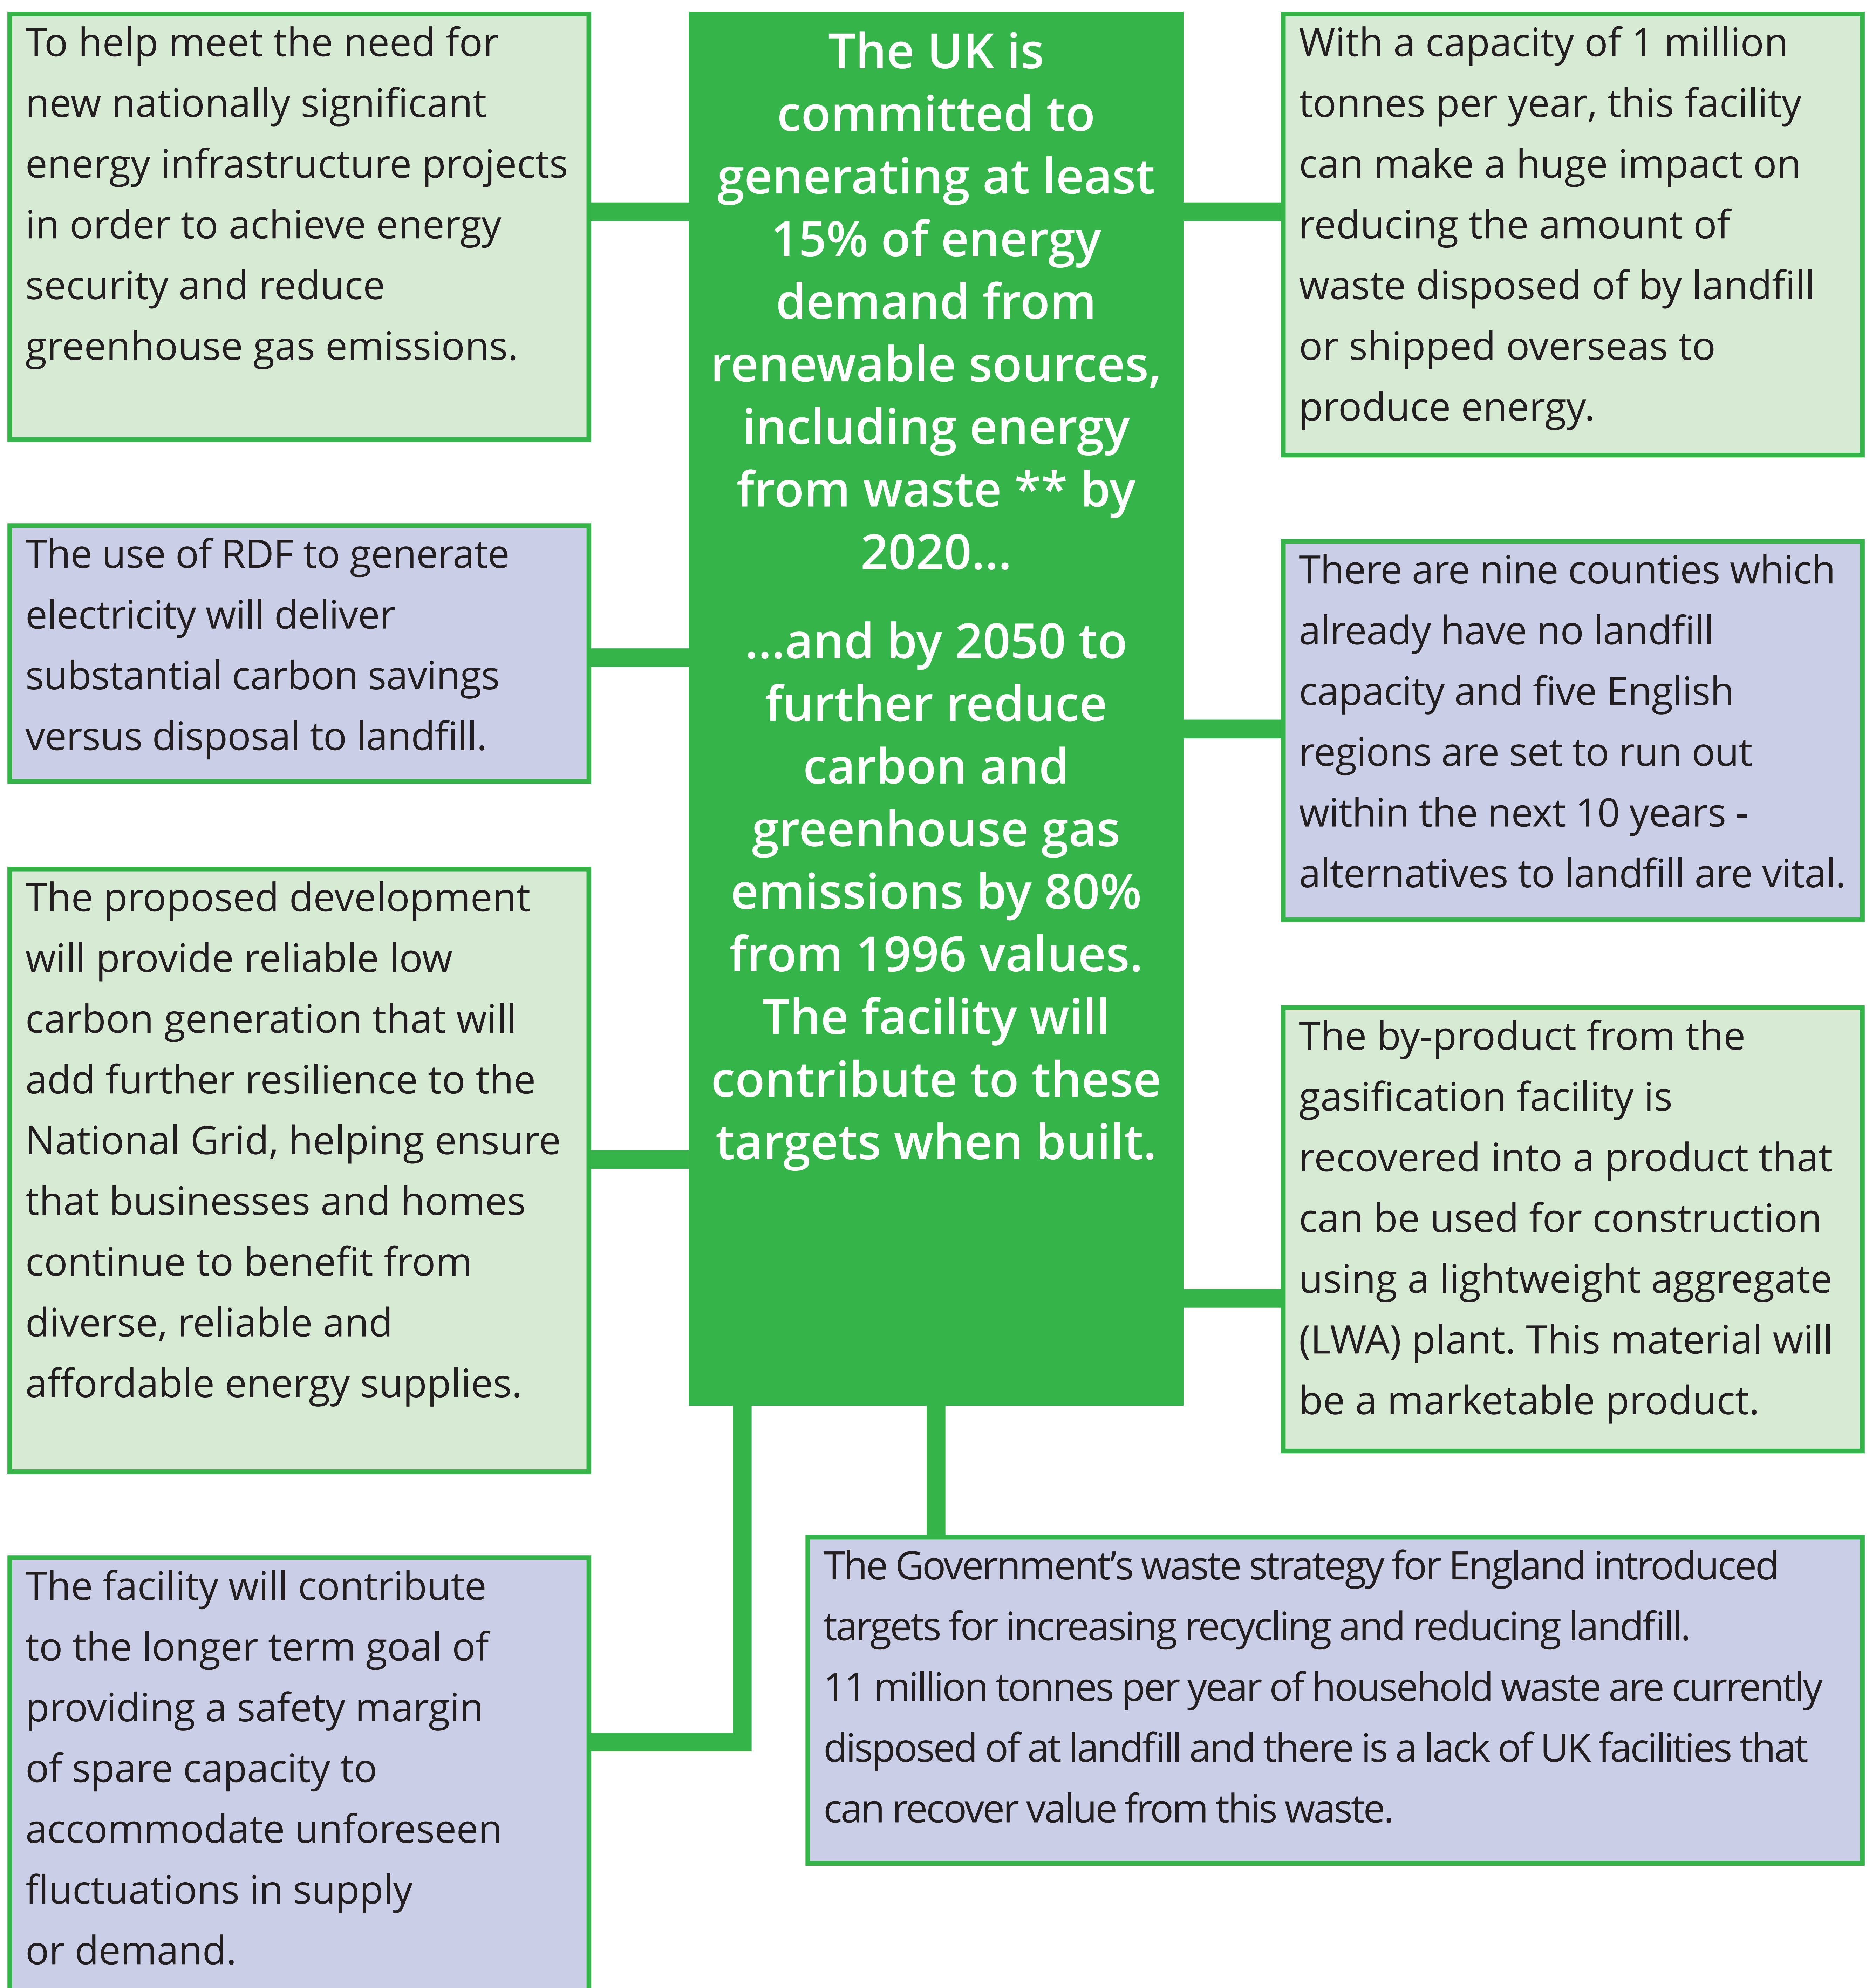 To help meet the need for
new nationally significant
energy infrastructure projects
in order to achieve energy
security and reduce
greenhouse gas emissions.
The use of RDF to generate
electricity will deliver
substantial carbon savings
versus disposal to landfill.
The proposed development
will provide reliable low
carbon generation that will
add further resilience to the
National Grid, helping ensure
that businesses and homes
continue to benefit from
diverse, reliable and
affordable energy supplies.
The facility will contribute
to the longer term goal of
providing a safety margin
of spare capacity to
accommodate unforeseen
fluctuations in supply
or demand.
The UK is
committed to
generating at least
15% of energy
demand from
renewable sources,
including energy
from waste ** by
2020...
...and by 2050 to
further reduce
carbon and
greenhouse gas
emissions by 80%
from 1996 values.
The facility will
contribute to these
targets when built.
With a capacity of 1 million
tonnes per year, this facility
can make a huge impact on
reducing the amount of
waste disposed of by landfill
or shipped overseas to
produce energy.
There are nine counties which
already have no landfill
capacity and five English
regions are set to run out
within the next 10 years -
alternatives to landfill are vital.
The by-product from the
gasification facility is
recovered into a product that
can be used for construction
using a lightweight aggregate
(LWA) plant. This material will
be a marketable product.
The Government’s waste strategy for England introduced
targets for increasing recycling and reducing landfill.
11 million tonnes per year of household waste are currently
disposed of at landfill and there is a lack of UK facilities that
can recover value from this waste.